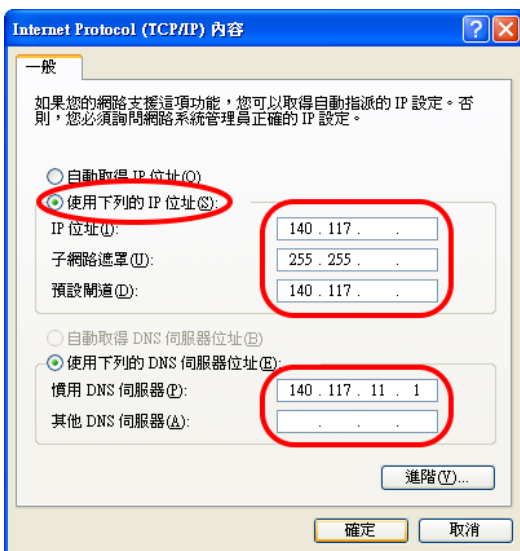 Internet Protocol (TCP/IP) 內容
一般
如果您的網路支援這項功能，您可以取得自動指派的 IP 設定。否
則，您必須詢問網路系統管理員正確的 IP 設定。
自動取得 IP 位址(O)
使用下列的 IP 位址(S):
IP 位址(I): 140 . 117 . .
子網路遮罩(U): 255 . 255 . .
預設閘道(D): 140 . 117 . .
自動取得 DNS 伺服器位址(B)
使用下列的 DNS 伺服器位址(E):
慣用 DNS 伺服器(P): 140 . 117 . 11 . 1
其他 DNS 伺服器(A): . . .
進階(V)...
確定 取消